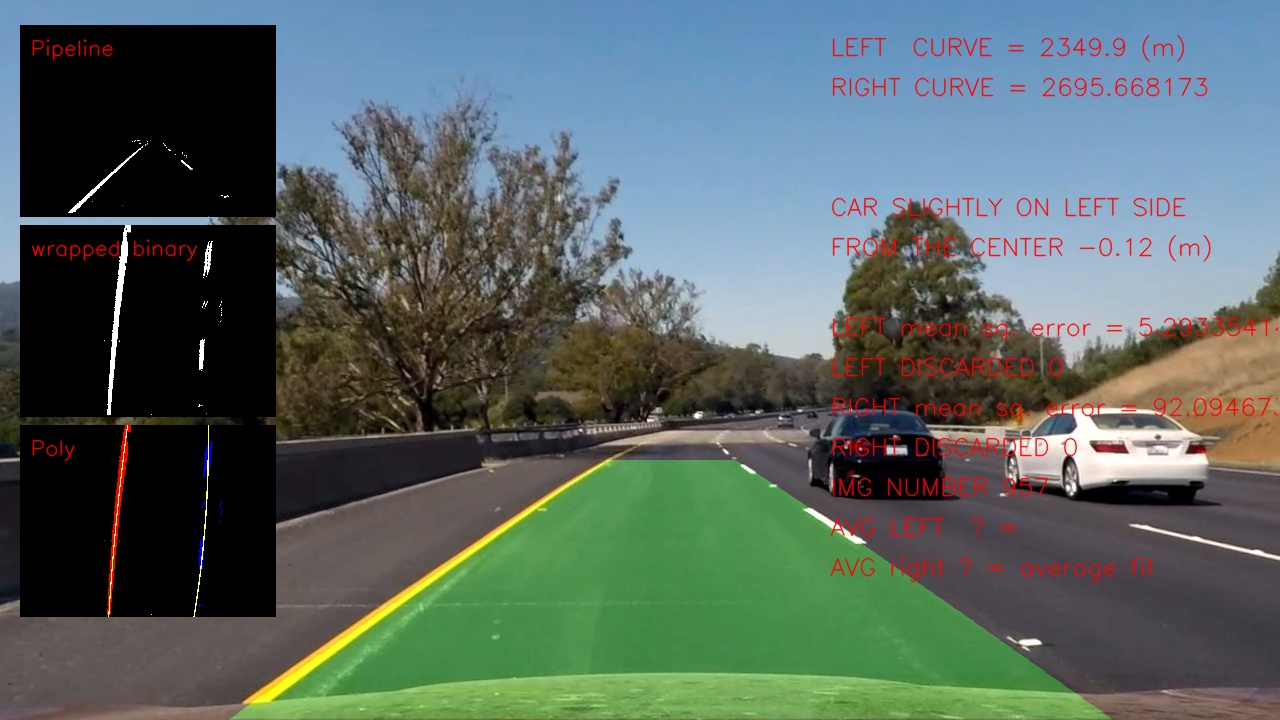 Pipeline
wrapped binary
Poly
LEFT CURVE = 2349.9 (m)
RIGHT CURVE = 2695.668173
CAR SLIGHTLY ON LEFT SIDE
FROM THE CENTER -0.12 (m)
LEFT mean sq. error = 5.2933541
LEFT DISCARDED 0
RIGHT mean sq. error = 92.09467
RIGHT DISCARDED 0
IMG NUMBER 957
AVG LEFT ? =
AVG right ? = average fit